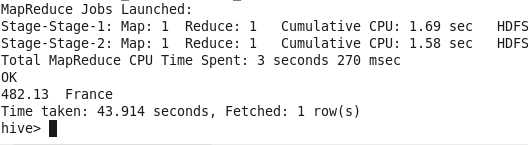 MapReduce Jobs Launched:
Stage-Stage-1: Map: 1  Reduce: 1   Cumulative CPU: 1.69 sec   HDFS
Stage-Stage-2: Map: 1  Reduce: 1   Cumulative CPU: 1.58 sec   HDFS
Total MapReduce CPU Time Spent: 3 seconds 270 msec
OK
482.13  France
Time taken: 43.914 seconds, Fetched: 1 row(s)
hive>